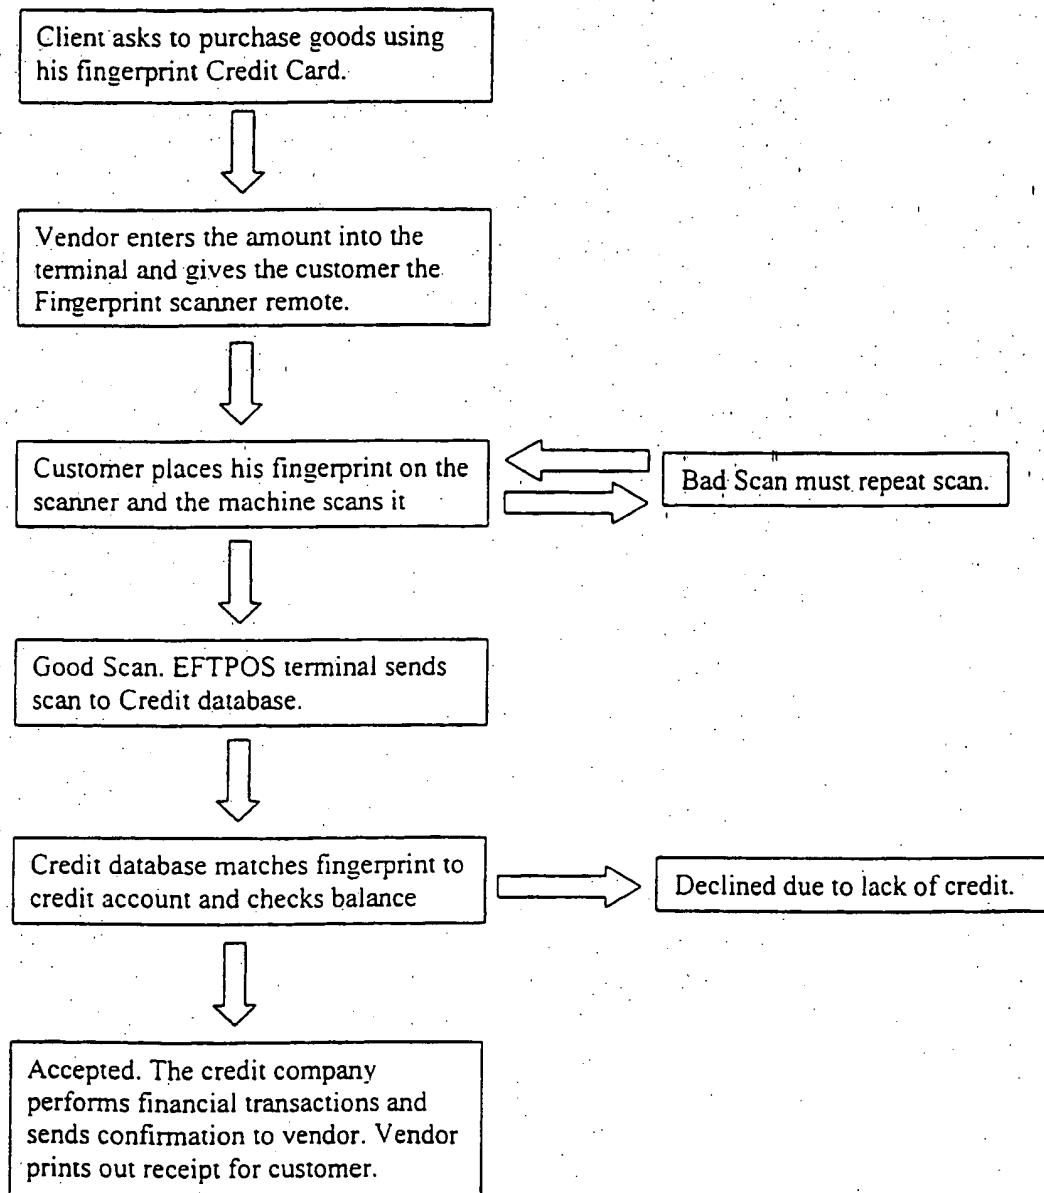 Client asks to purchase goods using
his fingerprint Credit Card.
Vendor enters the amount into the
terminal and gives the customer the
Fingerprint scanner remote.
Customer places his fingerprint on the
scanner and the machine scans it
Bad Scan must repeat scan.
Good Scan. EFTPOS terminal sends
scan to Credit database.
Credit database matches fingerprint to
credit account and checks balance
Declined due to lack of credit.
Accepted. The credit company
performs financial transactions and
sends confirmation to vendor. Vendor
prints out receipt for customer.